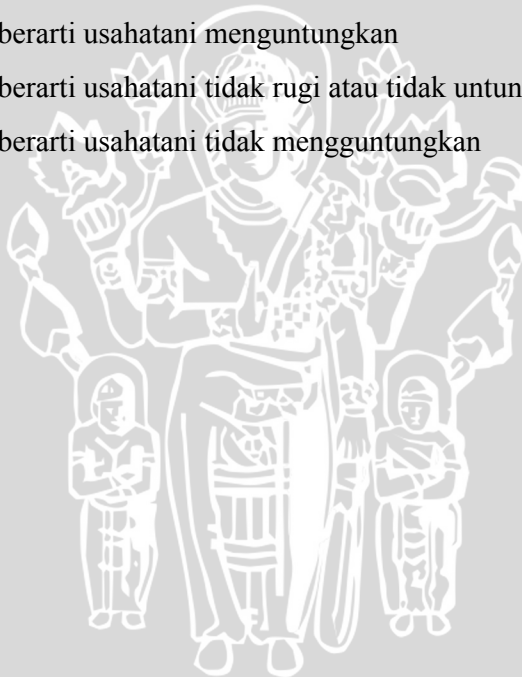 berarti usahatani menguntungkan
berarti usahatani tidak rugi atau tidak untun
berarti usahatani tidak mengguntungkan